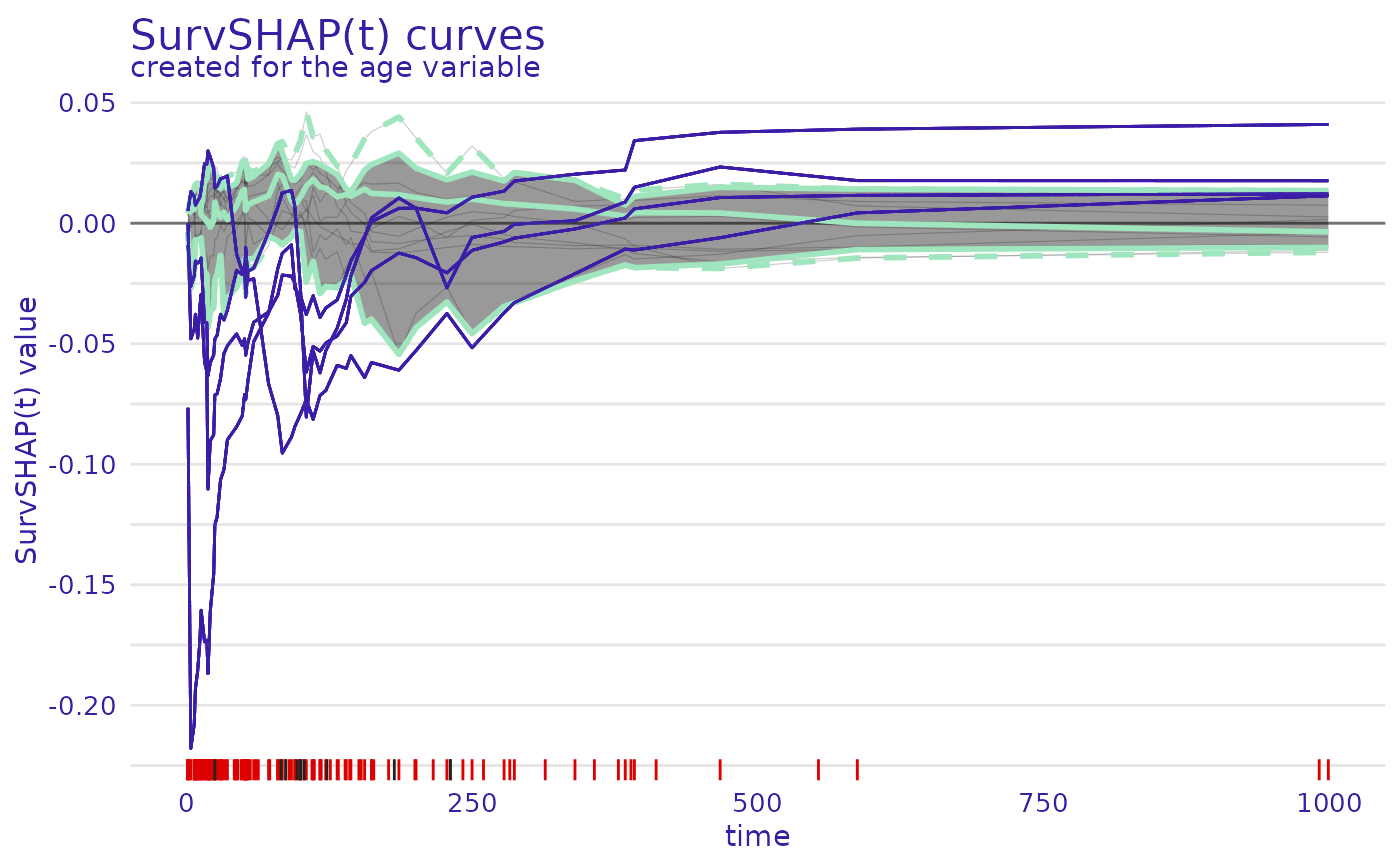 SurvSHAP(t) curves
created for the age variable
SurvSHAP(t) value
0.05
0.00
-0.05
-0.10
-0.15
-0.20
0
250
500
750
1000
time